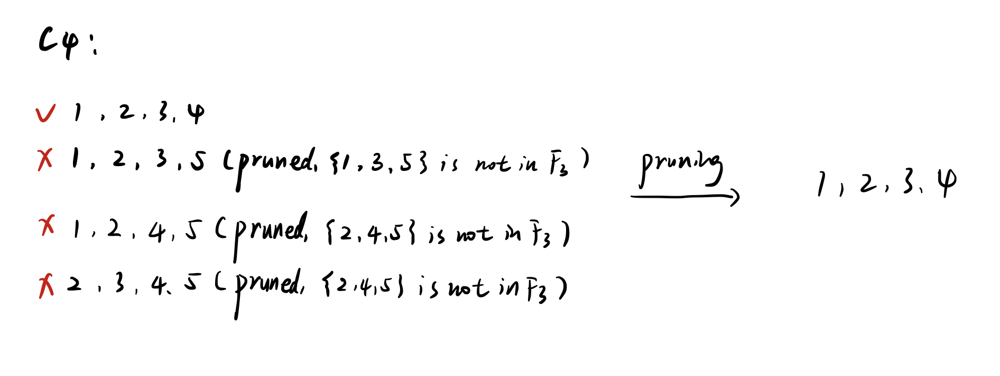 C4:
✓ 1, 2, 3, 4
✗ 1, 2, 3, 5 (pruned, {1, 3, 5} is not in F3)
pruning
1, 2, 3, 4
✗ 1, 2, 4, 5 (pruned, {2, 4, 5} is not in F3)
✗ 2, 3, 4, 5 (pruned, {2, 4, 5} is not in F3)